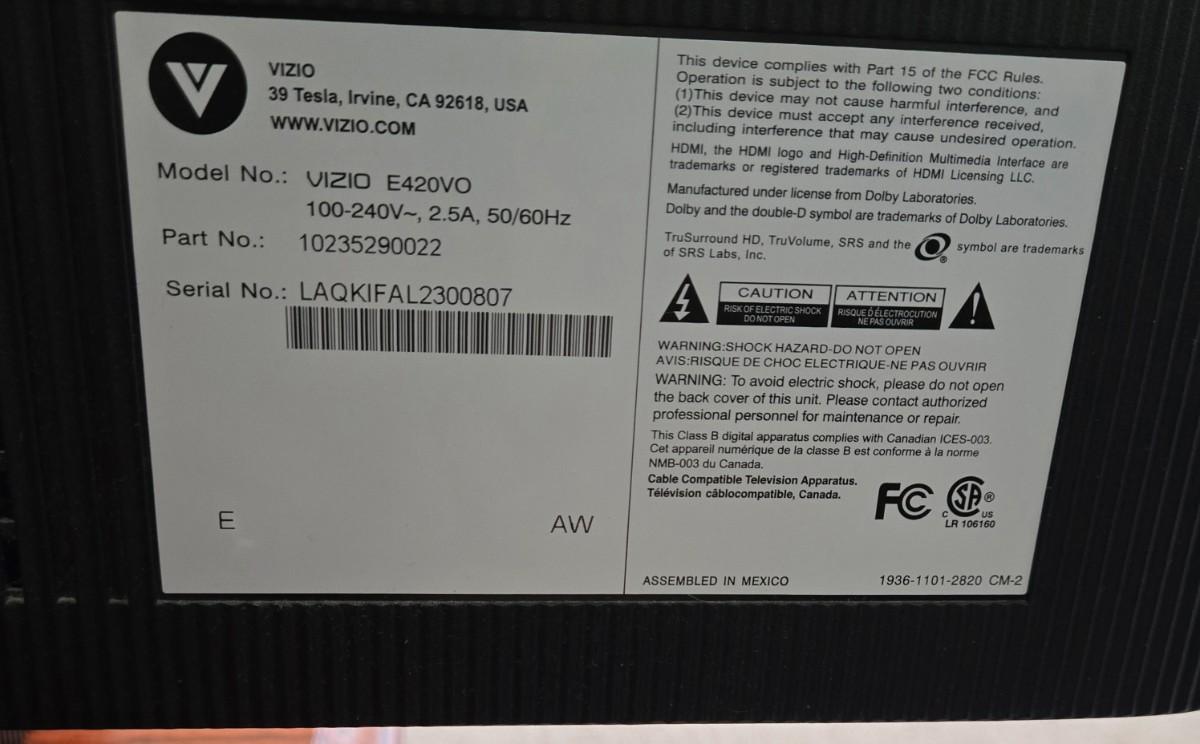 VIZIO
39 Tesla, Irvine, CA 92618, USA
WWW.VIZIO.COM
Model No.: VIZIO E420VO
100-240V~, 2.5A, 50/60Hz
Part No.: 10235290022
Serial No.: LAQKIFAL2300807
E
AW
This device complies with Part 15 of the FCC Rules.
Operation is subject to the following two conditions:
(1)This device may not cause harmful interference, and
(2)This device must accept any interference received,
including interference that may cause undesired operation.
HDMI, the HDMI logo and High-Definition Multimedia Interface are
trademarks or registered trademarks of HDMI Licensing LLC.
Manufactured under license from Dolby Laboratories.
Dolby and the double-D symbol are trademarks of Dolby Laboratories.
TruSurround HD, TruVolume, SRS and the ® symbol are trademarks
of SRS Labs, Inc.
CAUTION
RISK OF ELECTRIC SHOCK
DO NOT OPEN
ATTENTION
RISQUE D ÉLECTROCUTION
NE PAS OUVRIR
WARNING:SHOCK HAZARD-DO NOT OPEN
AVIS:RISQUE DE CHOC ELECTRIQUE-NE PAS OUVRIR
WARNING: To avoid electric shock, please do not open
the back cover of this unit. Please contact authorized
professional personnel for maintenance or repair.
This Class B digital apparatus complies with Canadian ICES-003.
Cet appareil numérique de la classe B est conforme à la norme
NMB-003 du Canada.
Cable Compatible Television Apparatus.
Télévision câblocompatible, Canada.
FC
C SA ® US
LR 106160
ASSEMBLED IN MEXICO
1936-1101-2820 CM-2